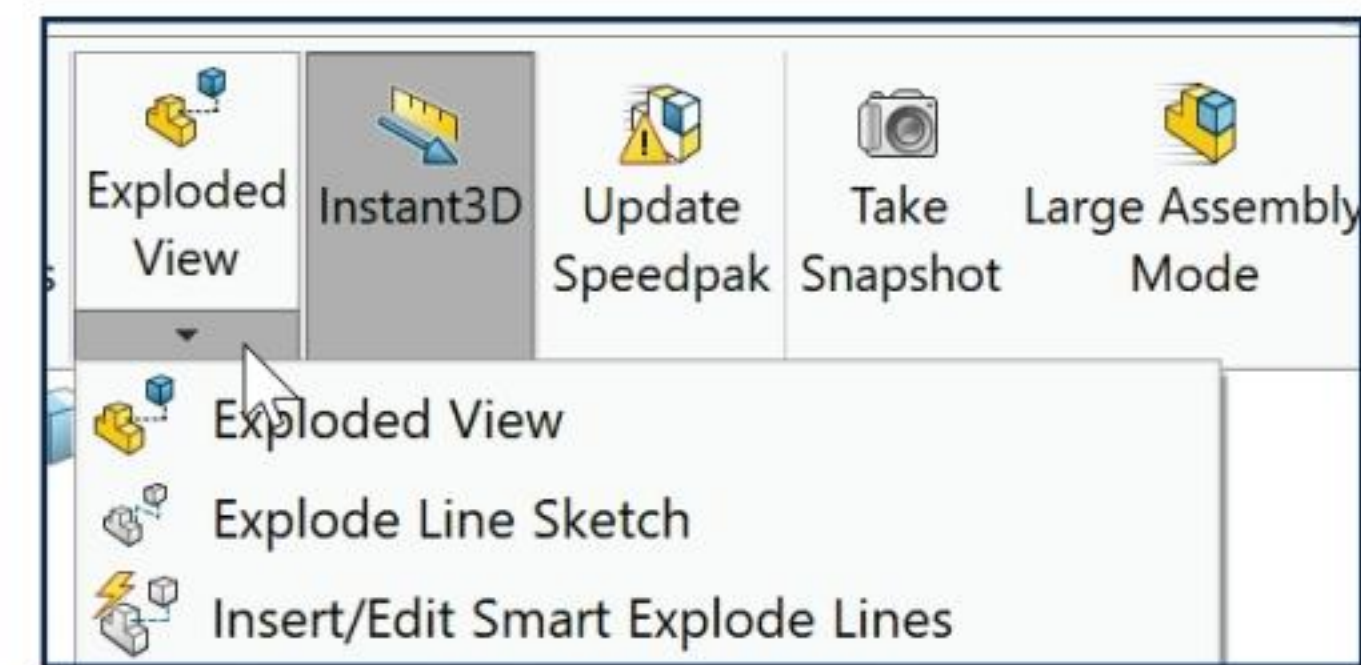 Exploded
View
Instant3D
Update
Speedpak
Take
Snapshot
Large Assembly
Mode
s
Exploded View
Explode Line Sketch
Insert/Edit Smart Explode Lines